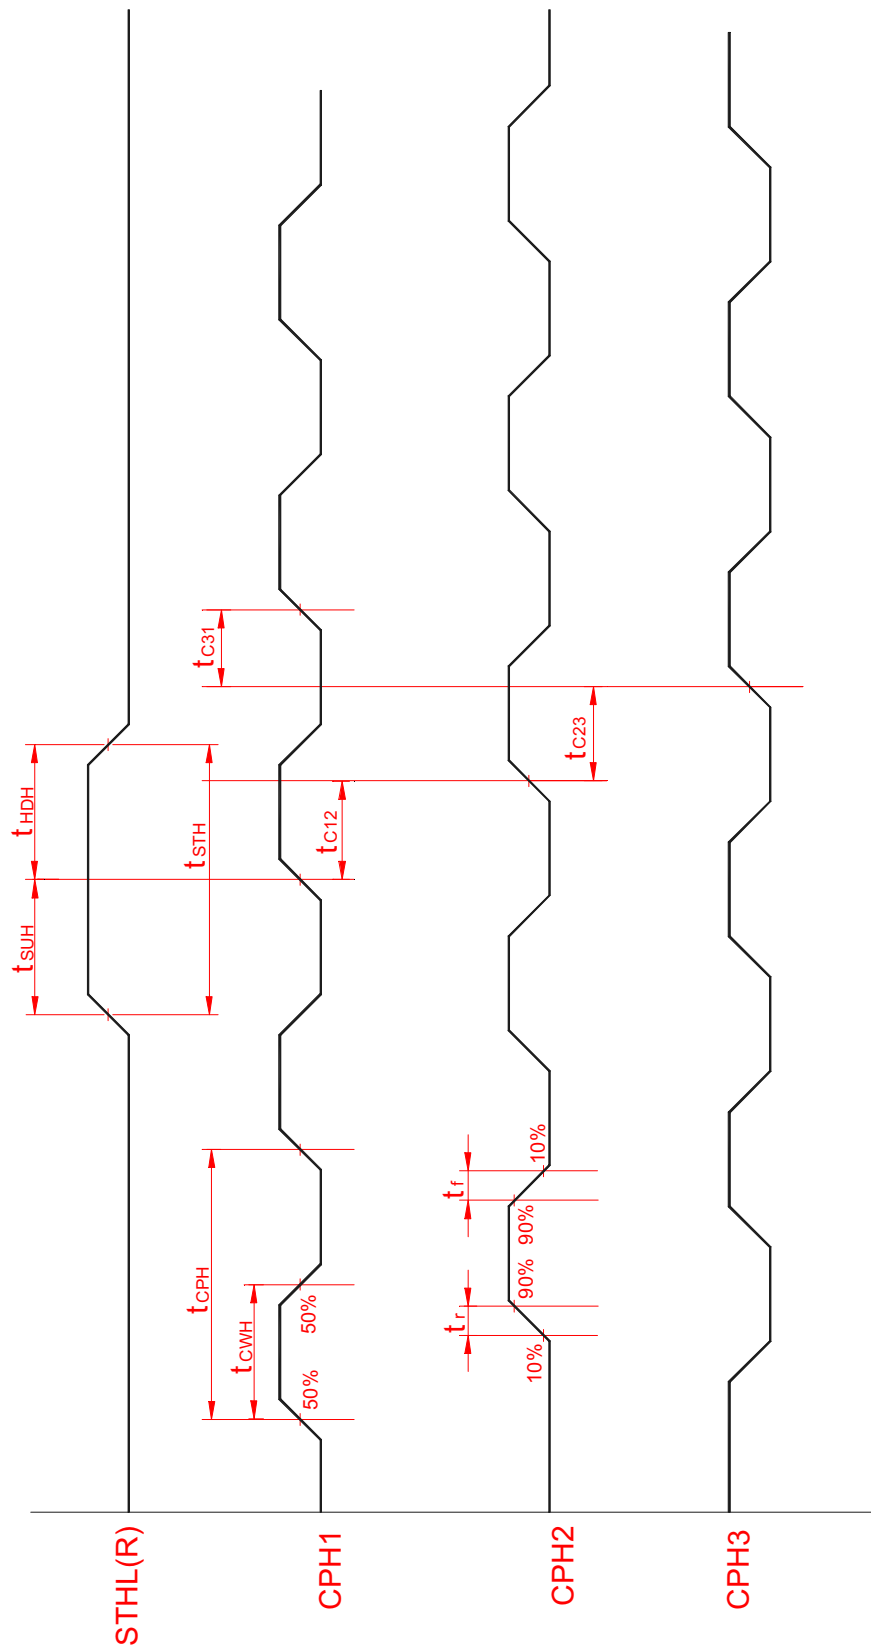 STHL(R)
tSUH
tHDH
tSTH
CPH1
tCPH
tCWH
50%
50%
tC12
tC31
CPH2
tr
10%
90%
tf
90%
10%
tC23
CPH3